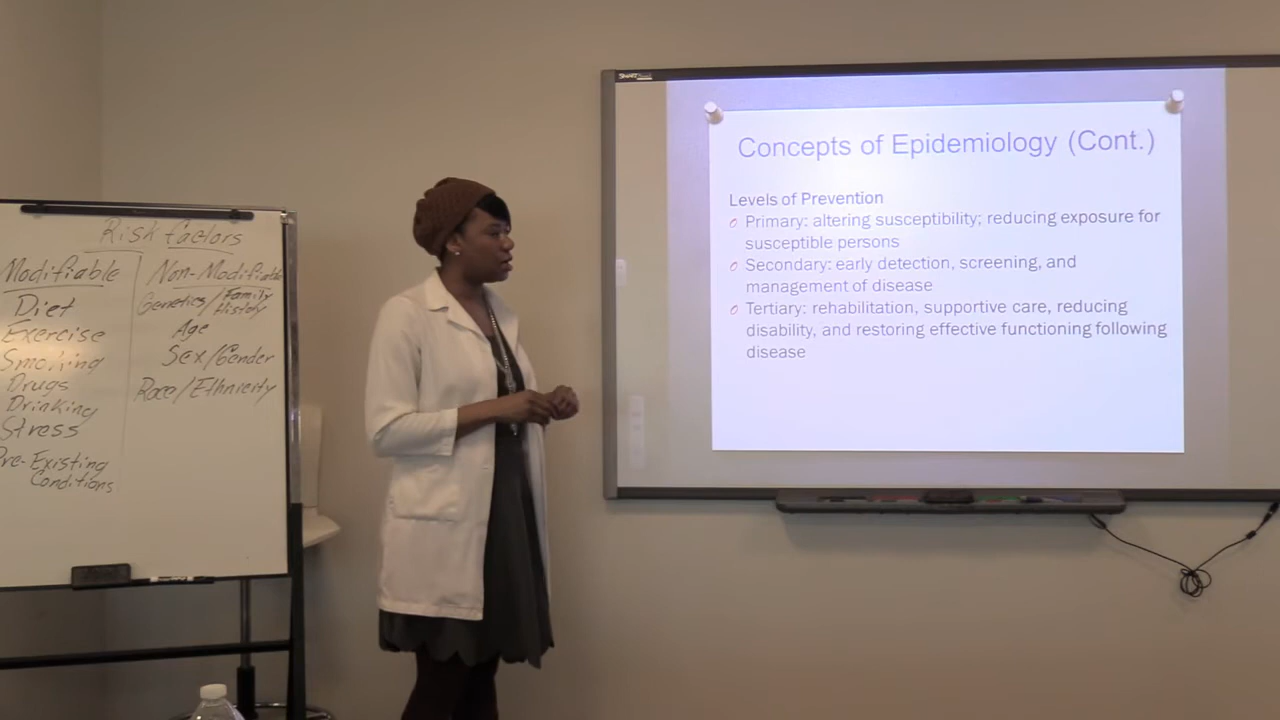 Risk factors
Modifiable
Diet
Exercise
Smoking
Drugs
Drinking
Stress
Pre-Existing
Conditions
Non-Modifiable
Genetics/Family
History
Age
Sex/Gender
Race/Ethnicity
SMART
Concepts of Epidemiology (Cont.)
Levels of Prevention
Primary: altering susceptibility; reducing exposure for
susceptible persons
Secondary: early detection, screening, and
management of disease
Tertiary: rehabilitation, supportive care, reducing
disability, and restoring effective functioning following
disease